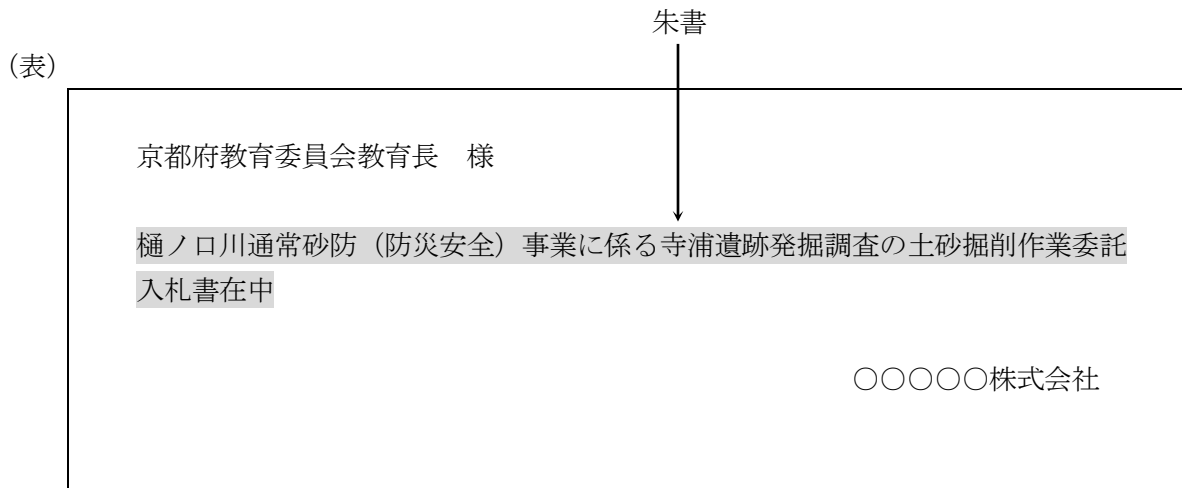 朱書
（表）
京都府教育委員会教育長　様
樋ノ口川通常砂防（防災安全）事業に係る寺浦遺跡発掘調査の土砂掘削作業委託
入札書在中
○○○○○株式会社